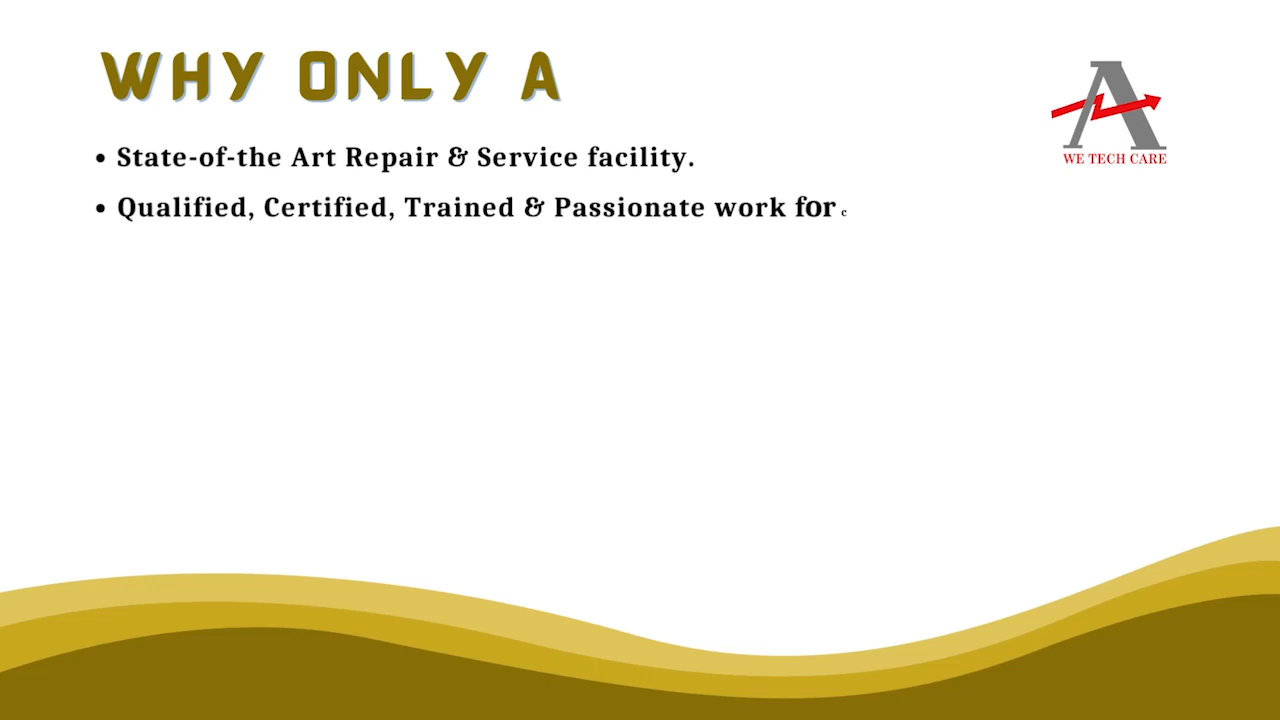 WHY ONLY A
• State-of-the Art Repair & Service facility.
• Qualified, Certified, Trained & Passionate work for c
A
WE TECH CARE